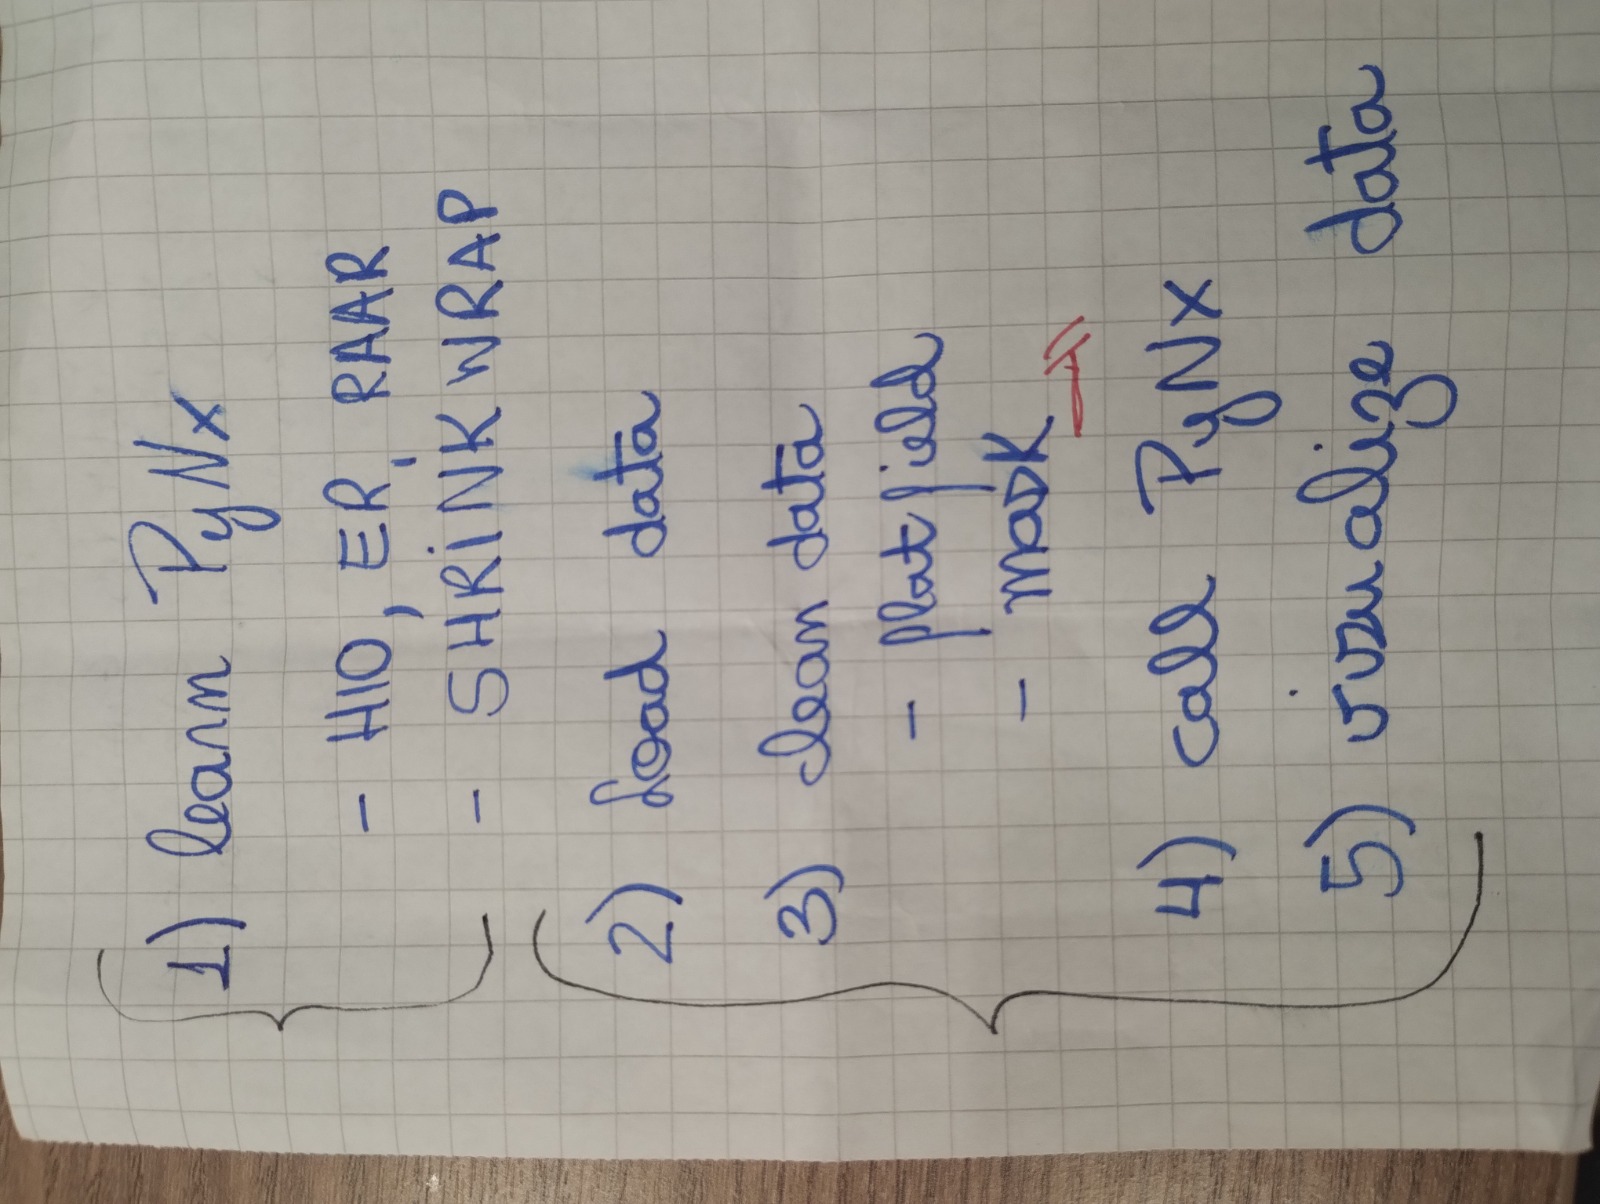 1) learn PyNx
- HIO, ER, RAAR
- SHRINK WRAP
2) load data
3) clean data
- flat field
- mask
4) call PyNx
5) vizualize data